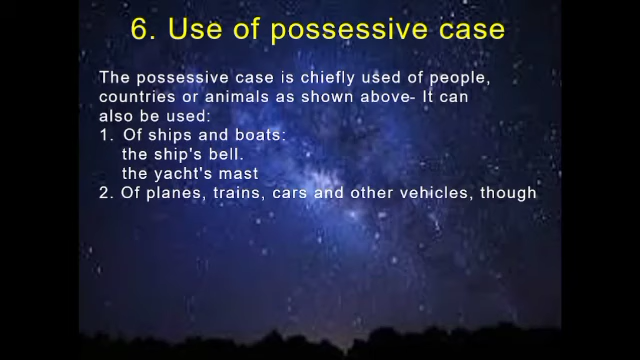 6. Use of possessive case
The possessive case is chiefly used of people,
countries or animals as shown above- It can
also be used:
1. Of ships and boats:
the ship's bell.
the yacht's mast
2. Of planes, trains, cars and other vehicles, though